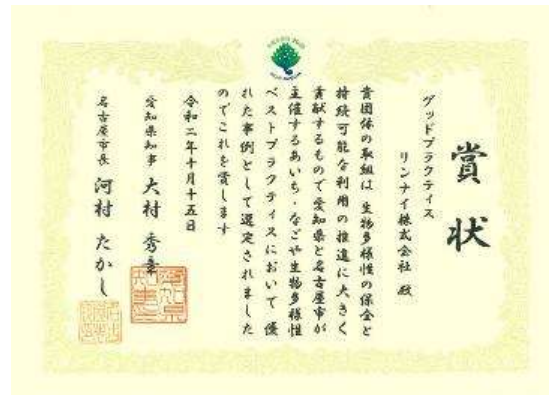 賞状
グッドプラクティス
リンナイ株式会社 殿
貴団体の取組は 生物多様性の保全と
持続可能な利用の推進に大きく
貢献するもので愛知県と名古屋市が
主催するあいち・なごや生物多様性
ベストプラクティスにおいて 優
れた事例として選定されました
のでこれを賞します
令和二年十月十五日
愛知県知事 大村 秀章
名古屋市長 河村 たかし